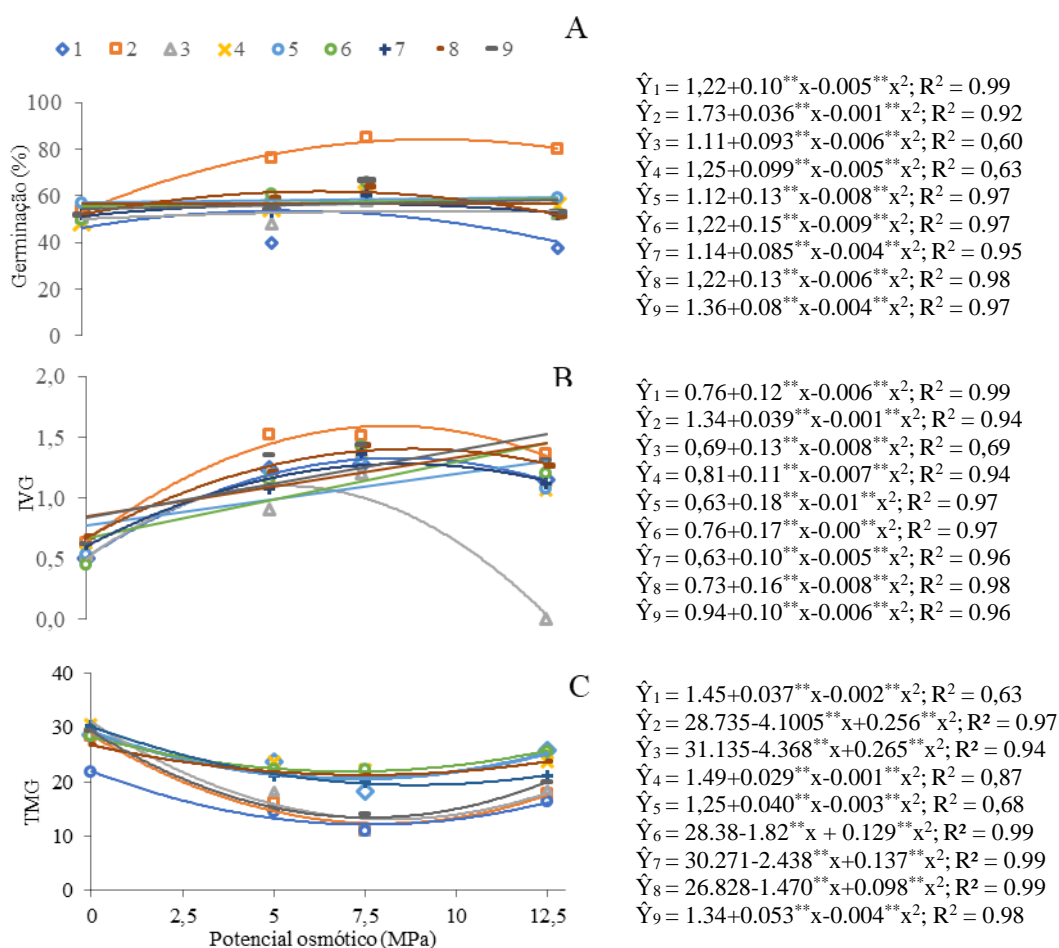 A
1 2 3 4 5 6 7 8 9
Germinação (%)
100
80
60
40
20
0
Ŷ1 = 1,22+0.10**x-0.005**x²; R² = 0.99
Ŷ2 = 1.73+0.036**x-0.001**x²; R² = 0.92
Ŷ3 = 1.11+0.093**x-0.006**x²; R² = 0,60
Ŷ4 = 1,25+0.099**x-0.005**x²; R² = 0,63
Ŷ5 = 1.12+0.13**x-0.008**x²; R² = 0.97
Ŷ6 = 1,22+0.15**x-0.009**x²; R² = 0.97
Ŷ7 = 1.14+0.085**x-0.004**x²; R² = 0.95
Ŷ8 = 1,22+0.13**x-0.006**x²; R² = 0.98
Ŷ9 = 1.36+0.08**x-0.004**x²; R² = 0.97
B
IVG
2,0
1,5
1,0
0,5
0,0
Ŷ1 = 0.76+0.12**x-0.006**x²; R² = 0.99
Ŷ2 = 1.34+0.039**x-0.001**x²; R² = 0.94
Ŷ3 = 0,69+0.13**x-0.008**x²; R² = 0,69
Ŷ4 = 0,81+0.11**x-0.007**x²; R² = 0.94
Ŷ5 = 0,63+0.18**x-0.01**x²; R² = 0.97
Ŷ6 = 0.76+0.17**x-0.00**x²; R² = 0.97
Ŷ7 = 0,63+0.10**x-0.005**x²; R² = 0.96
Ŷ8 = 0.73+0.16**x-0.008**x²; R² = 0.98
Ŷ9 = 0.94+0.10**x-0.006**x²; R² = 0.96
C
TMG
40
30
20
10
0
0 2,5 5 7,5 10 12,5
Potencial osmótico (MPa)
Ŷ1 = 1.45+0.037**x-0.002**x²; R² = 0,63
Ŷ2 = 28.735-4.1005**x+0.256**x²; R² = 0.97
Ŷ3 = 31.135-4.368**x+0.265**x²; R² = 0.94
Ŷ4 = 1.49+0.029**x-0.001**x²; R² = 0,87
Ŷ5 = 1,25+0.040**x-0.003**x²; R² = 0,68
Ŷ6 = 28.38-1.82**x + 0.129**x²; R² = 0.99
Ŷ7 = 30.271-2.438**x+0.137**x²; R² = 0.99
Ŷ8 = 26.828-1.470**x+0.098**x²; R² = 0.99
Ŷ9 = 1.34+0.053**x-0.004**x²; R² = 0.98